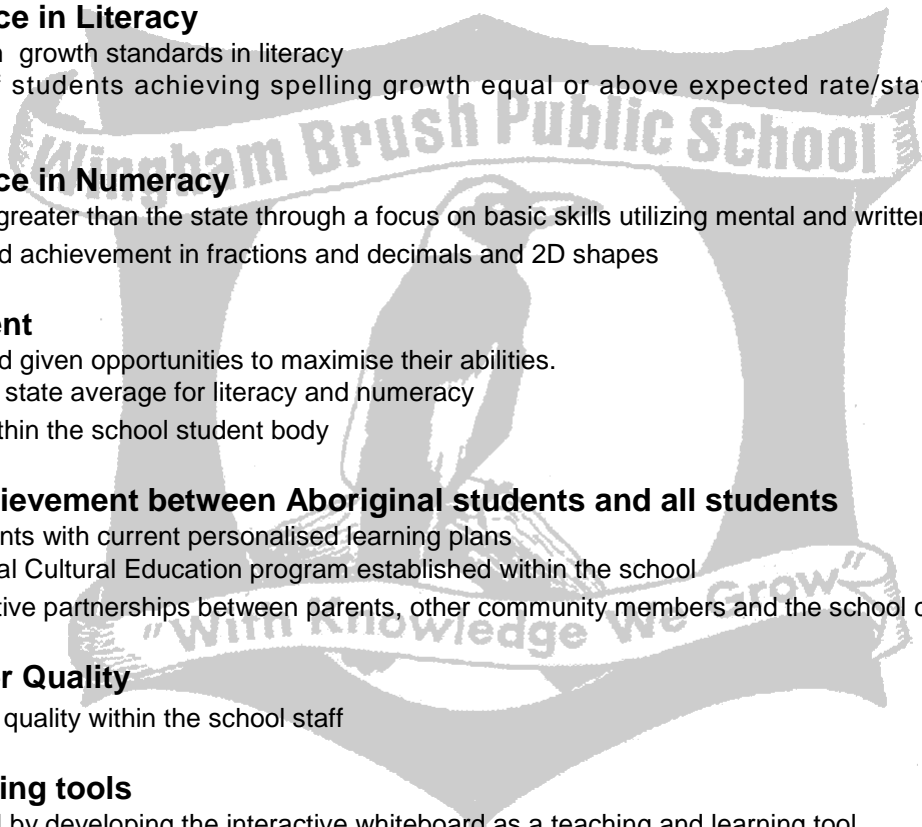 ce in Literacy
growth standards in literacy
students achieving spelling growth equal or above expected rate/sta
Wingham Brush Public School
ce in Numeracy
greater than the state through a focus on basic skills utilizing mental and written
d achievement in fractions and decimals and 2D shapes
ent
d given opportunities to maximise their abilities.
state average for literacy and numeracy
thin the school student body
ievement between Aboriginal students and all students
nts with current personalised learning plans
al Cultural Education program established within the school
tive partnerships between parents, other community members and the school
"With Knowledge We Grow"
r Quality
quality within the school staff
ing tools
by developing the interactive whiteboard as a teaching and learning tool